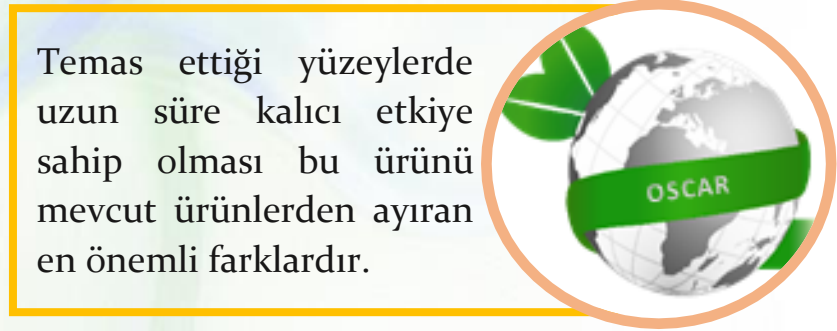 Temas ettiği yüzeylerde
uzun süre kalıcı etkiye
sahip olması bu ürünü
mevcut ürünlerden ayıran
en önemli farklardır.
OSCAR